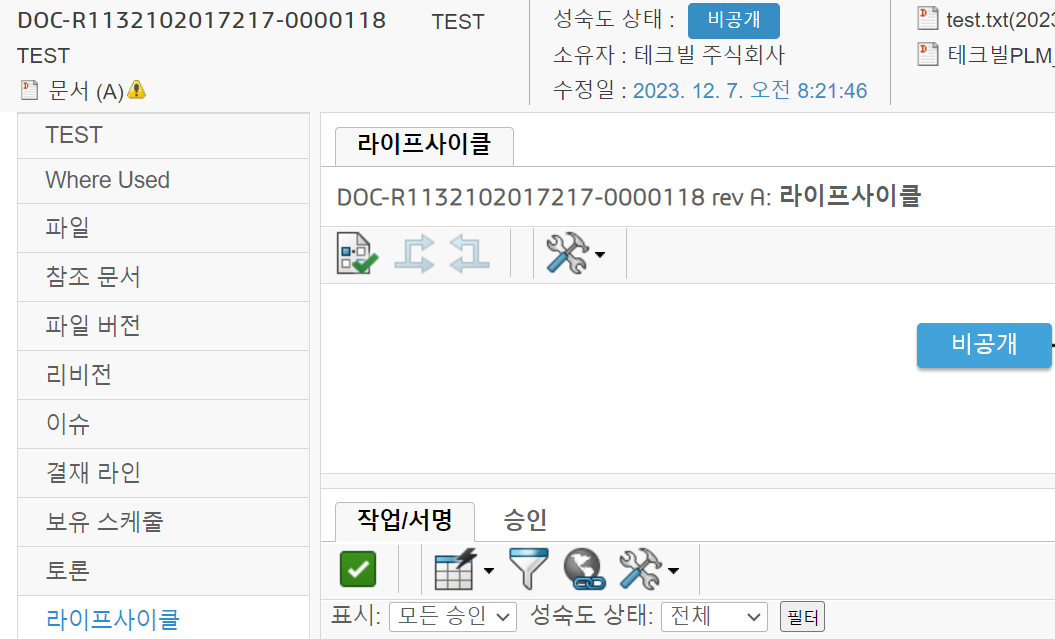 DOC-R1132102017217-0000118 TEST
TEST
문서 (A)
성숙도 상태 : 비공개
소유자 : 테크빌 주식회사
수정일 : 2023. 12. 7. 오전 8:21:46
test.txt(2023
테크빌PLM_
TEST
Where Used
파일
참조 문서
파일 버전
리비전
이슈
결재 라인
보유 스케줄
토론
라이프사이클
라이프사이클
DOC-R1132102017217-0000118 rev A: 라이프사이클
비공개
작업/서명 승인
표시: 모든 승인 성숙도 상태: 전체 필터